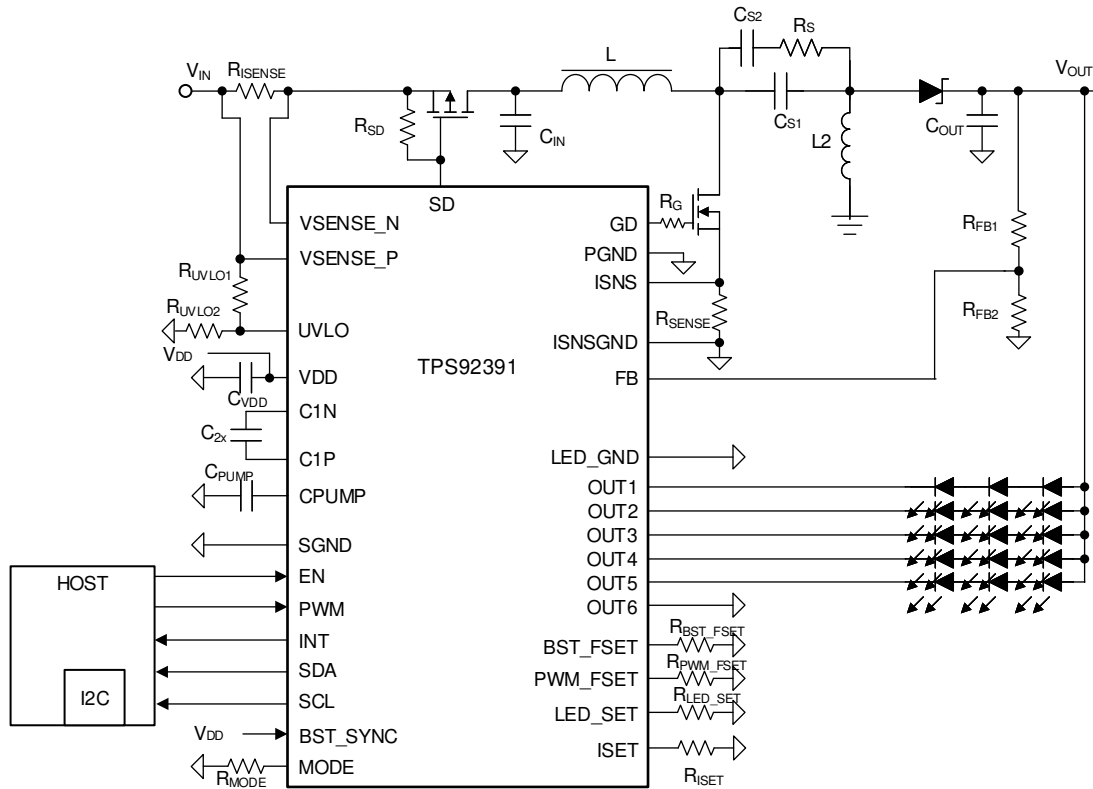 CS2
RS
L
VIN
RISENSE
VOUT
RSD
CIN
CS1
L2
COUT
SD
RG
VSENSE_N
GD
RFB1
VSENSE_P
PGND
RUVLO1
ISNS
RUVLO2
RSENSE
RFB2
UVLO
ISNSGND
VDD
TPS92391
VDD
FB
CVDD
C1N
C2x
C1P
LED_GND
CPUMP
OUT1
CPUMP
OUT2
OUT3
SGND
OUT4
HOST
EN
OUT5
PWM
OUT6
RBST_FSET
INT
BST_FSET
RPWM_FSET
SDA
PWM_FSET
I2C
RLED_SET
SCL
LED_SET
VDD
BST_SYNC
ISET
MODE
RMODE
RISET